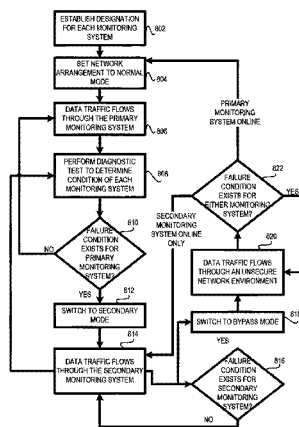 ESTABLISH DESIGNATION
FOR EACH MONITORING
SYSTEM
802
SET NETWORK
ARRANGEMENT TO NORMAL
MODE
804
DATA TRAFFIC FLOWS
THROUGH THE PRIMARY
MONITORING SYSTEM
806
PERFORM DIAGNOSTIC
TEST TO DETERMINE
CONDITION OF EACH
MONITORING SYSTEM
808
810
FAILURE
CONDITION
EXISTS FOR
PRIMARY
MONITORING
SYSTEM?
NO
YES
812
SWITCH TO SECONDARY
MODE
814
DATA TRAFFIC FLOWS
THROUGH THE SECONDARY
MONITORING SYSTEM
816
FAILURE
CONDITION
EXISTS FOR
SECONDARY
MONITORING
SYSTEM?
NO
YES
SWITCH TO BYPASS MODE
818
820
DATA TRAFFIC FLOWS
THROUGH AN UNSECURE
NETWORK ENVIRONMENT
822
FAILURE
CONDITION
EXISTS FOR
EITHER MONITORING
SYSTEM?
YES
PRIMARY
MONITORING
SYSTEM ONLINE
SECONDARY
MONITORING
SYSTEM ONLINE
ONLY